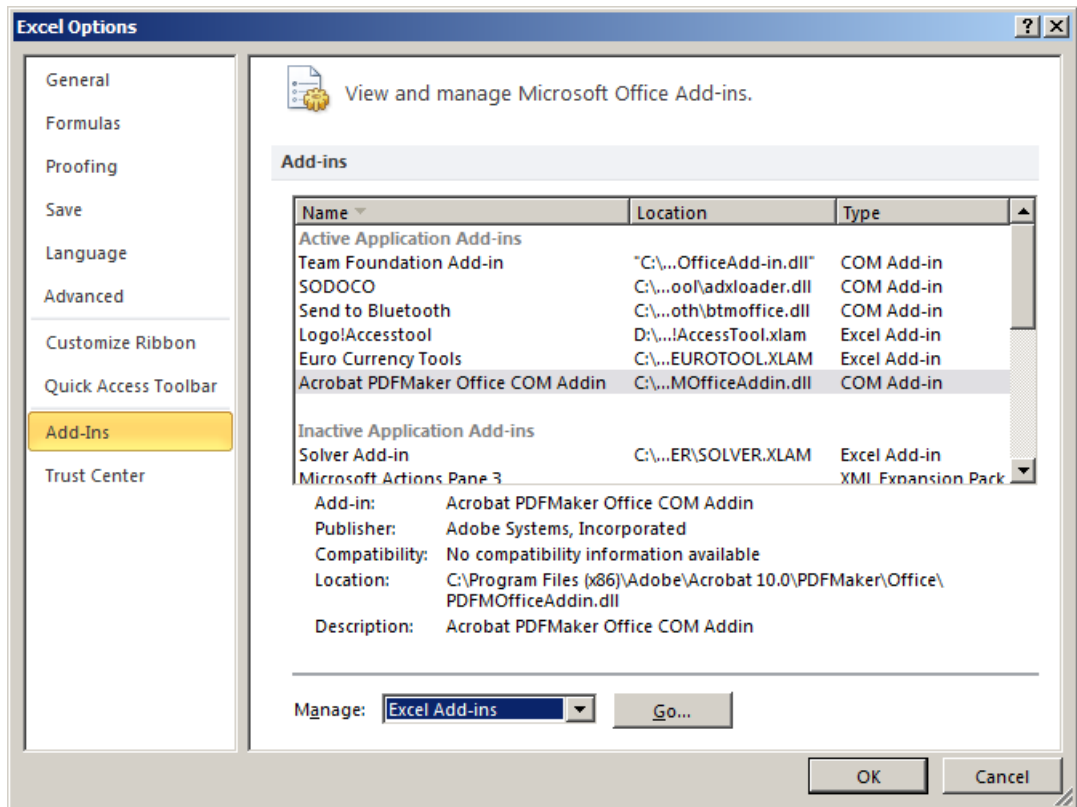 Excel Options
General
Formulas
Proofing
Save
Language
Advanced
Customize Ribbon
Quick Access Toolbar
Add-Ins
Trust Center
View and manage Microsoft Office Add-ins.
Add-ins
Name Location Type
Active Application Add-ins
Team Foundation Add-in "C:\...OfficeAdd-in.dll" COM Add-in
SODOCO C:\...ool\adxloader.dll COM Add-in
Send to Bluetooth C:\...oth\btmoffice.dll COM Add-in
Logo!Accesstool D:\...!AccessTool.xlam Excel Add-in
Euro Currency Tools C:\...EUROTOOL.XLAM Excel Add-in
Acrobat PDFMaker Office COM Addin C:\...MOfficeAddin.dll COM Add-in
Inactive Application Add-ins
Solver Add-in C:\...ER\SOLVER.XLAM Excel Add-in
Microsoft Actions Pane 3 XML Expansion Pack
Add-in: Acrobat PDFMaker Office COM Addin
Publisher: Adobe Systems, Incorporated
Compatibility: No compatibility information available
Location: C:\Program Files (x86)\Adobe\Acrobat 10.0\PDFMaker\Office\
PDFMOfficeAddin.dll
Description: Acrobat PDFMaker Office COM Addin
Manage: Excel Add-ins Go...
OK Cancel